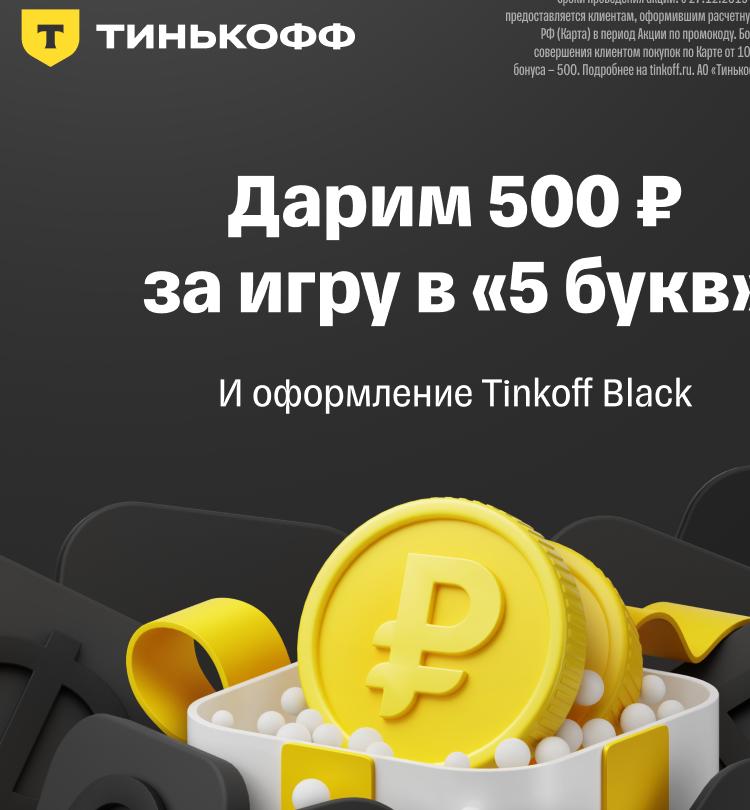 ТИНЬКОФФ
предоставляется клиентам, оформившим расчетну
РФ (Карта) в период Акции по промокоду. Бо
совершения клиентом покупок по Карте от 10
бонуса – 500. Подробнее на tinkoff.ru. АО «Тинько
Дарим 500 ₽
за игру в «5 букв»
И оформление Tinkoff Black